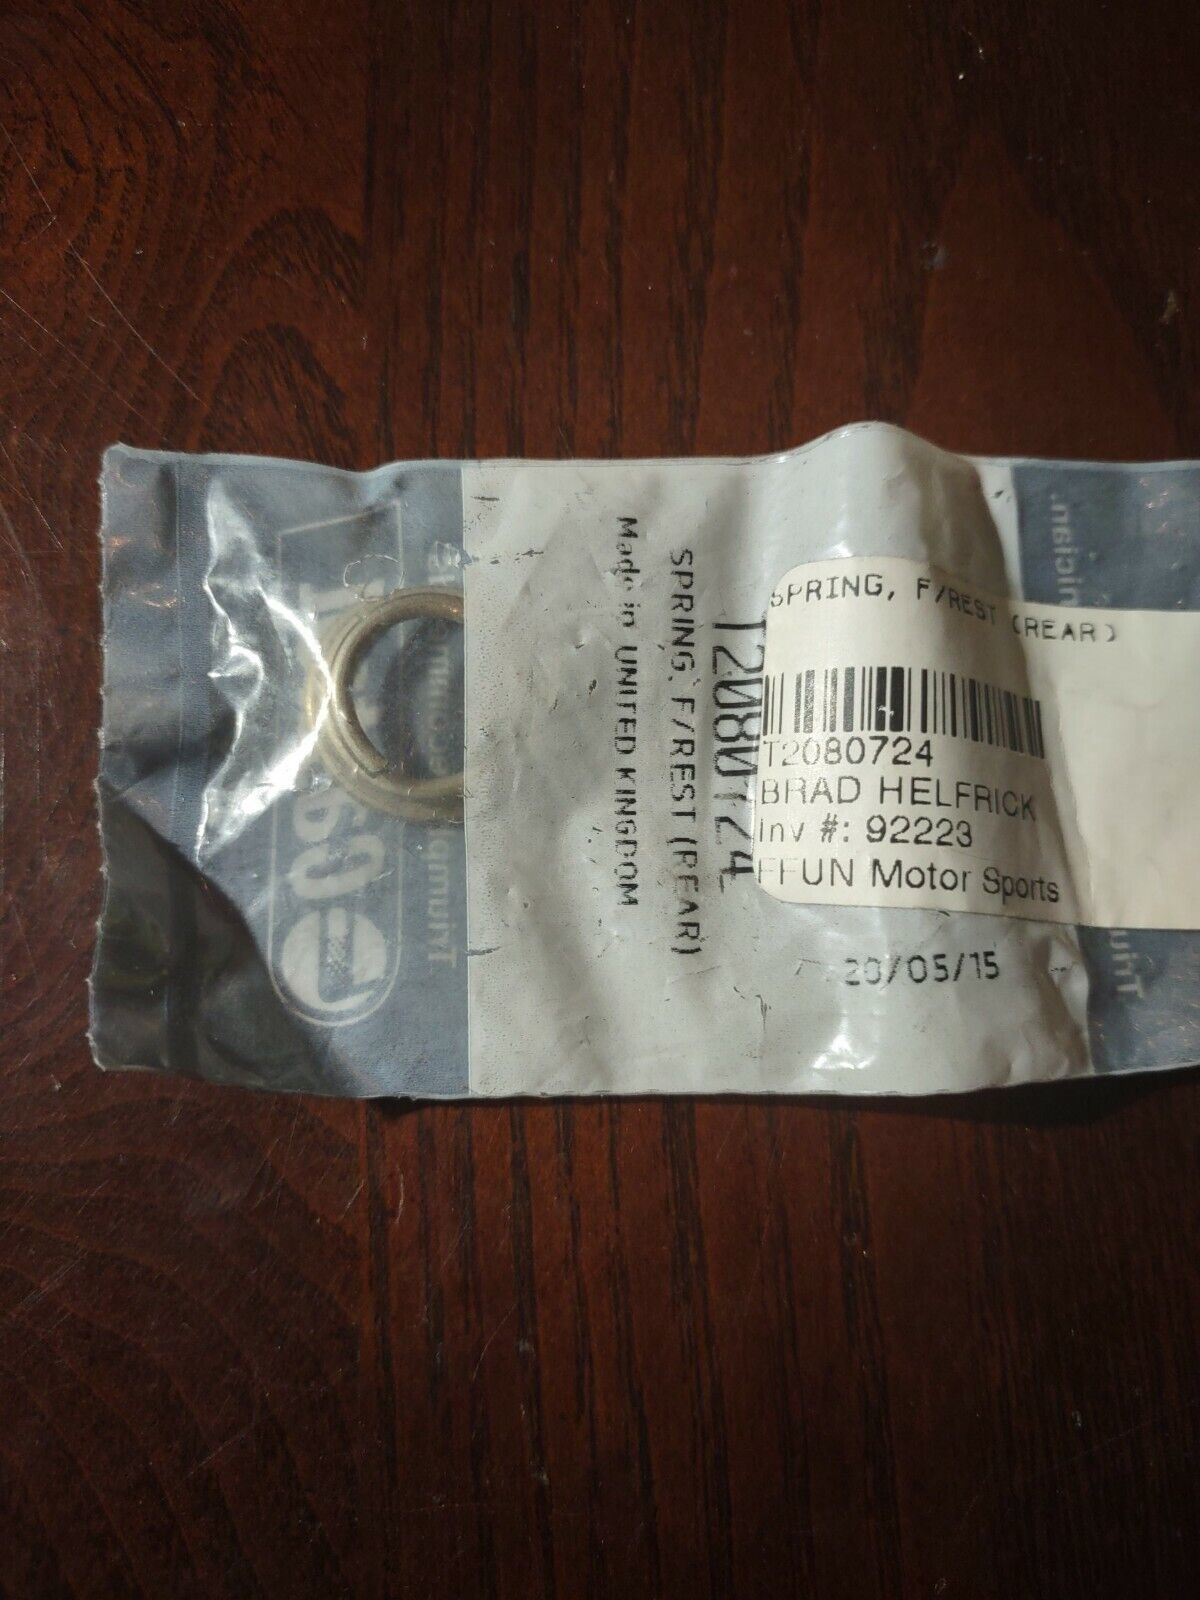 SPRING, F/REST (REAR)
T2080724
BRAD HELFRICK
Inv #: 92223
FFUN Motor Sports
20/05/15
T2080724
SPRING, F/REST (REAR)
Made in UNITED KINGDOM